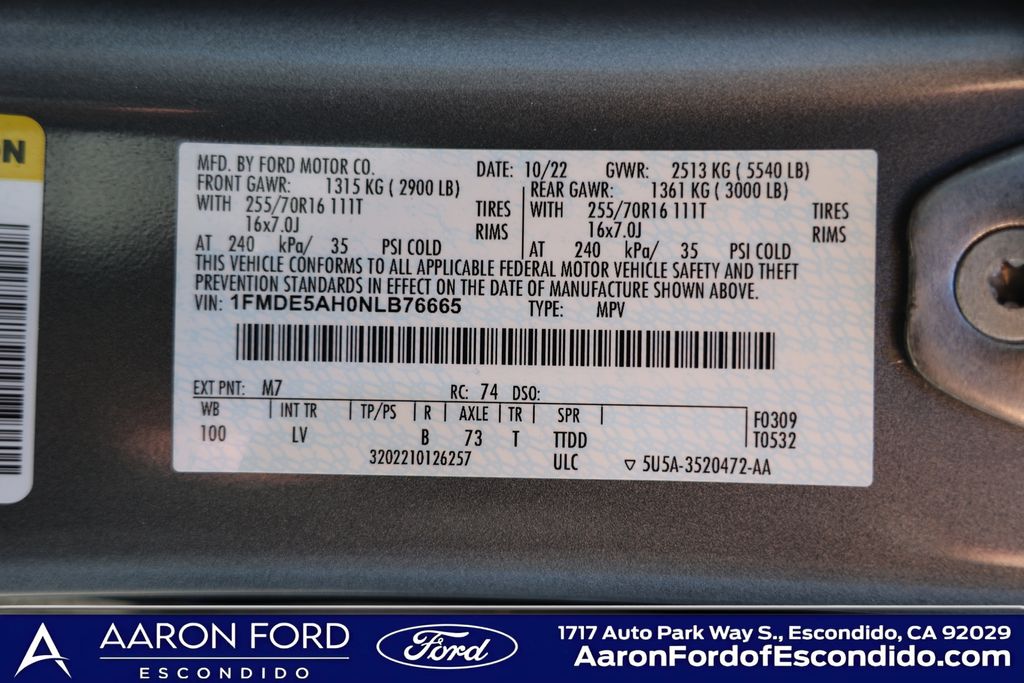 ON
MFD. BY FORD MOTOR CO. DATE: 10/22 GVWR: 2513 KG ( 5540 LB)
FRONT GAWR: 1315 KG ( 2900 LB) REAR GAWR: 1361 KG ( 3000 LB)
WITH 255/70R16 111T TIRES WITH 255/70R16 111T TIRES
16x7.0J RIMS 16x7.0J RIMS
AT 240 kPa/ 35 PSI COLD AT 240 kPa/ 35 PSI COLD
THIS VEHICLE CONFORMS TO ALL APPLICABLE FEDERAL MOTOR VEHICLE SAFETY AND THEFT
PREVENTION STANDARDS IN EFFECT ON THE DATE OF MANUFACTURE SHOWN ABOVE.
VIN: 1FMDE5AH0NLB76665 TYPE: MPV
EXT PNT: M7 RC: 74 DSO:
WB INT TR TP/PS R AXLE TR SPR F0309
100 LV B 73 T TTDD T0532
3202210126257 ULC ▽ 5U5A-3520472-AA
AARON FORD
ESCONDIDO
Ford
1717 Auto Park Way S., Escondido, CA 92029
AaronFordofEscondido.com